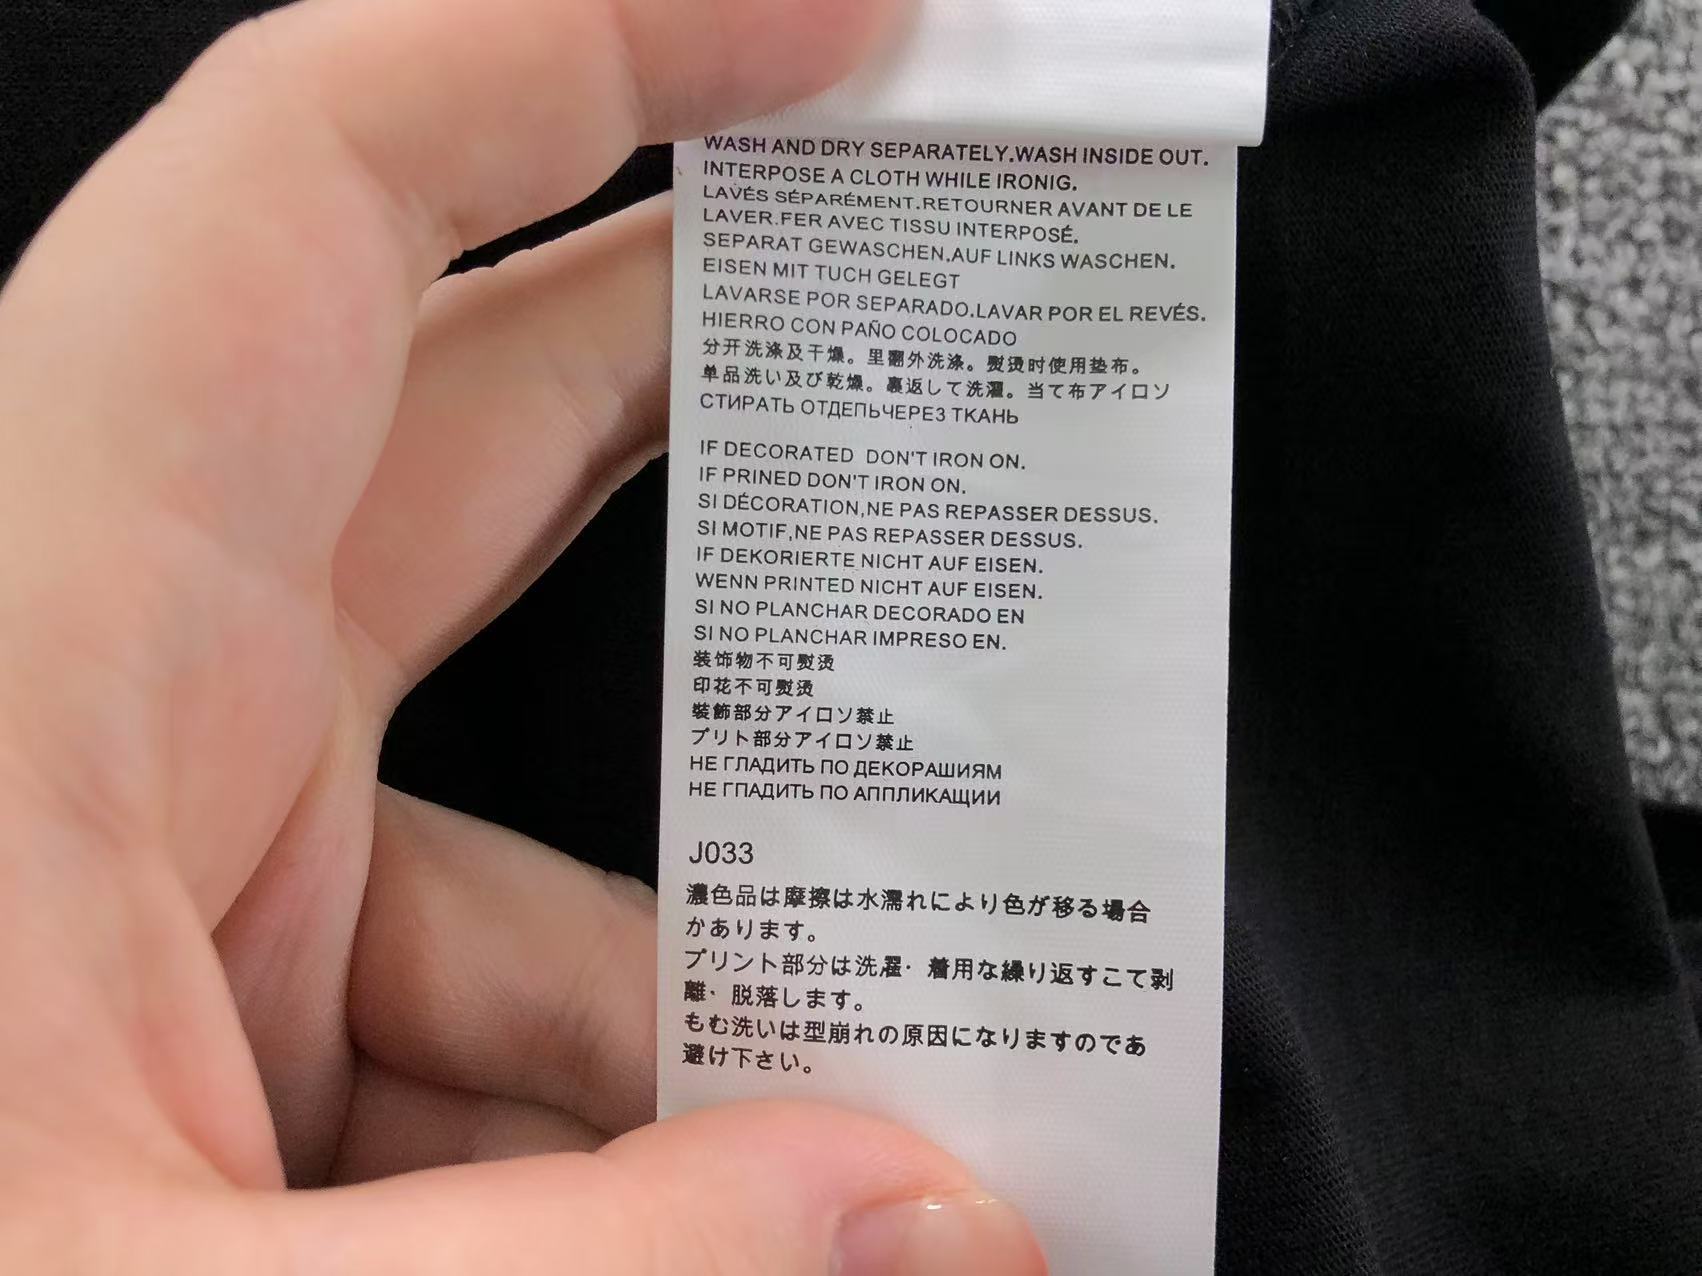 WASH AND DRY SEPARATELY.WASH INSIDE OUT.
INTERPOSE A CLOTH WHILE IRONIG.
LAVÉS SÉPARÉMENT.RETOURNER AVANT DE LE
LAVER.FER AVEC TISSU INTERPOSÉ.
SEPARAT GEWASCHEN.AUF LINKS WASCHEN.
EISEN MIT TUCH GELEGT
LAVARSE POR SEPARADO.LAVAR POR EL REVÉS.
HIERRO CON PAÑO COLOCADO
分开洗涤及干燥。里翻外洗涤。熨烫时使用垫布。
单品洗い及び乾燥。裏返して洗濯。当て布アイロソ
СТИРАТЬ ОТДЕПЬЧЕРЕЗ ТКАНЬ
IF DECORATED DON'T IRON ON.
IF PRINED DON'T IRON ON.
SI DÉCORATION,NE PAS REPASSER DESSUS.
SI MOTIF,NE PAS REPASSER DESSUS.
IF DEKORIERTE NICHT AUF EISEN.
WENN PRINTED NICHT AUF EISEN.
SI NO PLANCHAR DECORADO EN
SI NO PLANCHAR IMPRESO EN.
装饰物不可熨烫
印花不可熨烫
裝飾部分アイロソ禁止
プリト部分アイロソ禁止
НЕ ГЛАДИТЬ ПО ДЕКОРАШИЯМ
НЕ ГПАДИТЬ ПО АППЛИКАЩИИ
J033
濃色品は摩擦は水濡れにより色が移る場合
かあります。
プリント部分は洗濯·着用な繰り返すこて剥
離·脱落します。
もむ洗いは型崩れの原因になりますのであ
避け下さい。